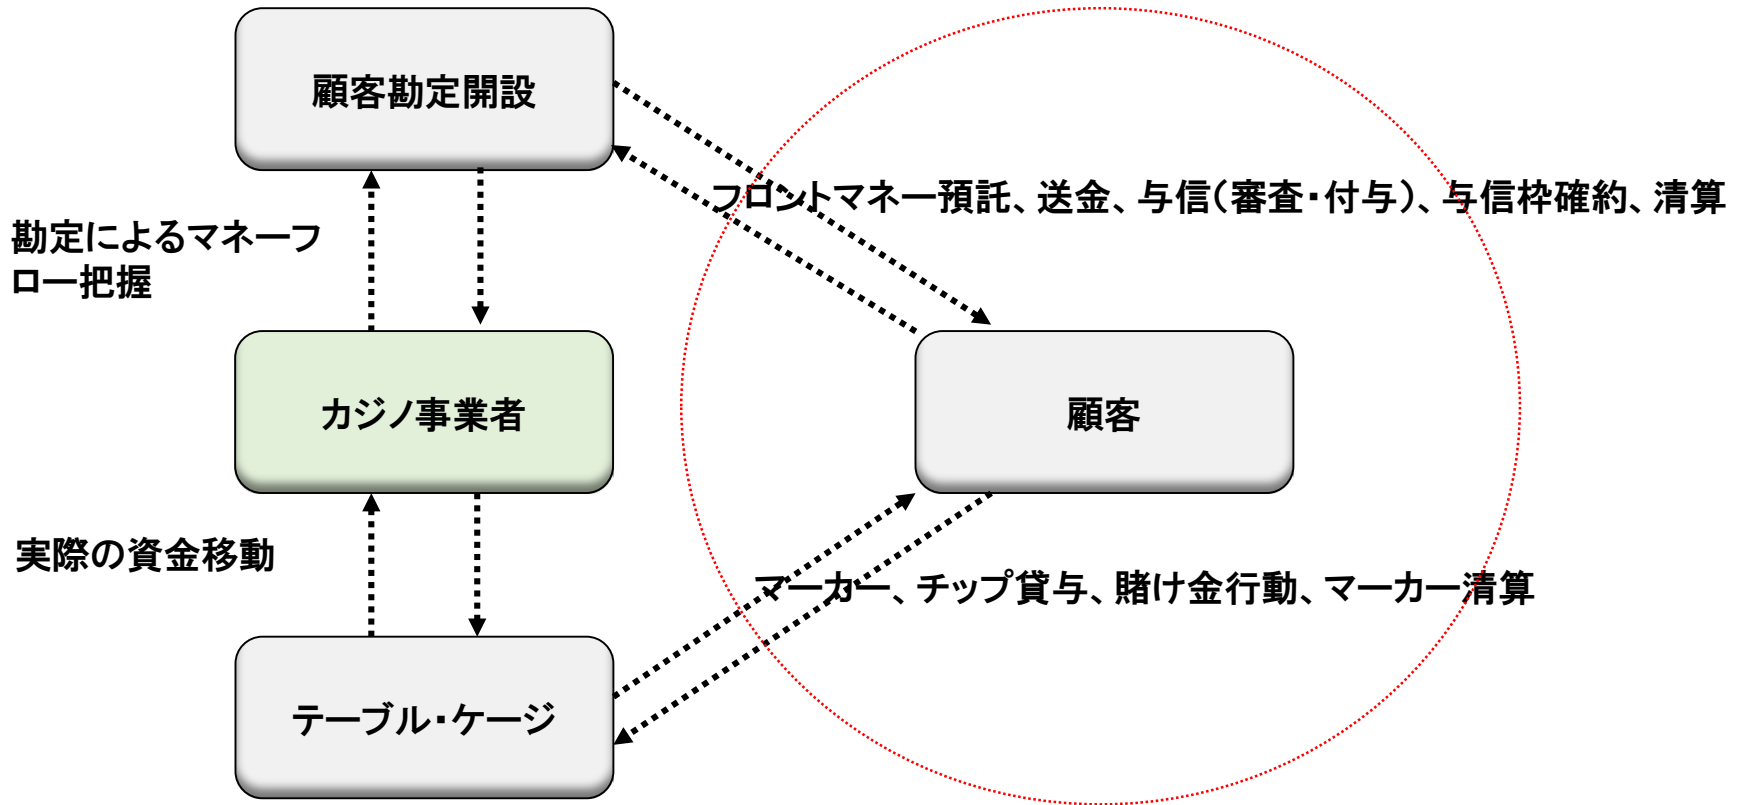 顧客勘定開設
フロントマネー預託、送金、与信(審査・付与)、与信枠確約、清算
勘定によるマネーフ
ロー把握
カジノ事業者
顧客
実際の資金移動
マーカー、チップ貸与、賭け金行動、マーカー清算
テーブル・ケージ